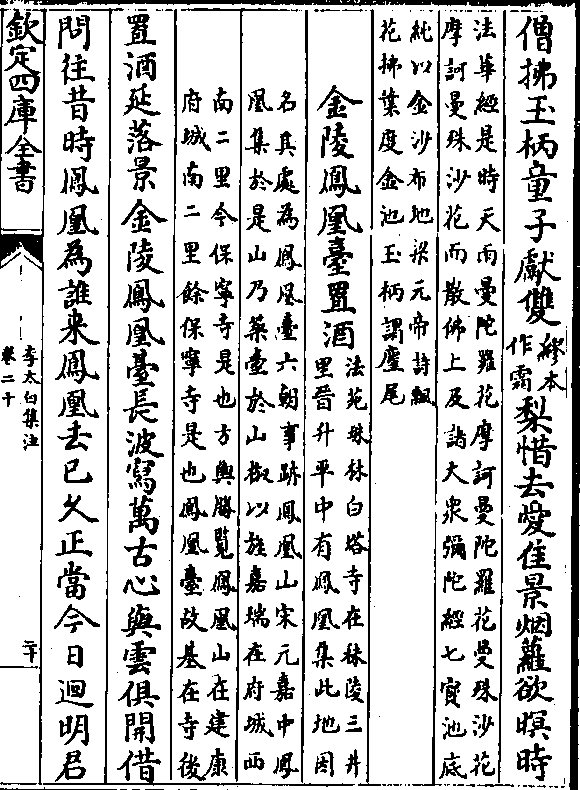 僧拂玉柄童子獻雙繆本作霜梨惜去愛佳景烟蘿欲暝時
法華經是時天雨曼陀羅花摩訶曼陀羅花曼殊沙花
摩訶曼殊沙花而散佛上及諸大衆彌陀經七寳池底
純以金沙布地梁元帝詩飄
花拂葉度金池玉柄謂麈尾
金陵鳳凰臺置酒法苑珠林白塔寺在秣陵三井
里晉升平中有鳳凰集此地因
名其處為鳳凰臺六朝事跡鳳凰山宋元嘉中鳳
凰集於是山乃築臺於山椒以旌嘉瑞在府城西
南二里今保寧寺是也方輿勝覽鳳凰山在建康
府城南二里餘保寧寺是也鳳凰臺故基在寺後
置酒延落景金陵鳳凰臺長波寫萬古心與雲俱開借
問往昔時鳳凰為誰来鳳凰去已久正當今日迴明君
欽定四庫全書
李太白集注
卷二十
二十